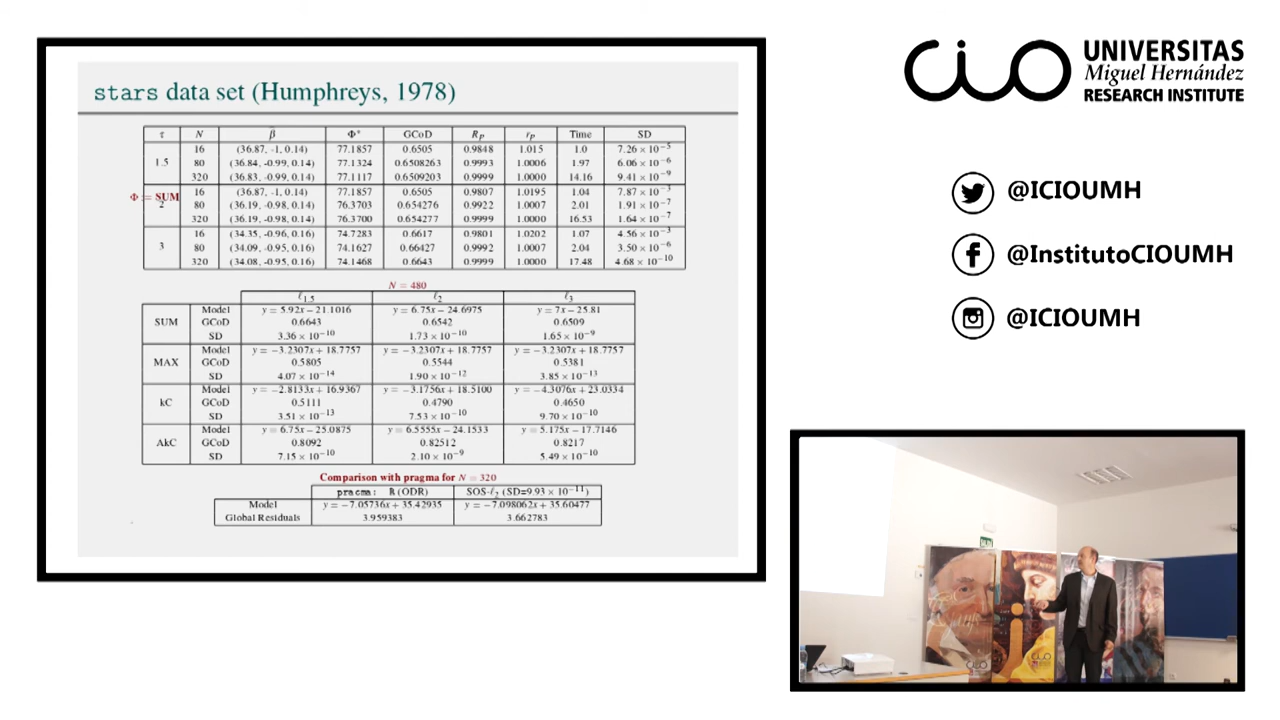 stars data set (Humphreys, 1978)
τ N β̂ Φ* GCoD R_P r_P Time SD
1.5 16 (36.87, -1, 0.14) 77.1857 0.6505 0.9848 1.015 1.0 7.26 × 10⁻⁵
80 (36.84, -0.99, 0.14) 77.1324 0.6508263 0.9993 1.0006 1.97 6.06 × 10⁻⁶
320 (36.83, -0.99, 0.14) 77.1117 0.6509203 0.9999 1.0000 14.16 9.41 × 10⁻⁹
Φ := SUM
2 16 (36.87, -1, 0.14) 77.1857 0.6505 0.9807 1.0195 1.04 7.87 × 10⁻³
80 (36.19, -0.98, 0.14) 76.3703 0.654276 0.9922 1.0007 2.01 1.91 × 10⁻⁷
320 (36.19, -0.98, 0.14) 76.3700 0.654277 0.9999 1.0000 16.53 1.64 × 10⁻⁷
3 16 (34.35, -0.96, 0.16) 74.7283 0.6617 0.9801 1.0202 1.07 4.56 × 10⁻³
80 (34.09, -0.95, 0.16) 74.1627 0.66427 0.9992 1.0007 2.04 3.50 × 10⁻⁶
320 (34.08, -0.95, 0.16) 74.1468 0.6643 0.9999 1.0000 17.48 4.68 × 10⁻¹⁰
N = 480
ℓ1.5 ℓ2 ℓ3
SUM Model y = 5.92x − 21.1016 y = 6.75x − 24.6975 y = 7x − 25.81
GCoD 0.6643 0.6542 0.6509
SD 3.36 × 10⁻¹⁰ 1.73 × 10⁻¹⁰ 1.65 × 10⁻⁹
MAX Model y = −3.2307x + 18.7757 y = −3.2307x + 18.7757 y = −3.2307x + 18.7757
GCoD 0.5805 0.5544 0.5381
SD 4.07 × 10⁻¹⁴ 1.90 × 10⁻¹² 3.85 × 10⁻¹³
kC Model y = −2.8133x + 16.9367 y = −3.1756x + 18.5100 y = −4.3076x + 23.0334
GCoD 0.5111 0.4790 0.4650
SD 3.51 × 10⁻¹³ 7.53 × 10⁻¹⁰ 9.70 × 10⁻¹⁰
AkC Model y = 6.75x − 25.0875 y = 6.5555x − 24.1533 y = 5.175x − 17.7146
GCoD 0.8092 0.82512 0.8217
SD 7.15 × 10⁻¹⁰ 2.10 × 10⁻⁹ 5.49 × 10⁻¹⁰
Comparison with pragma for N = 320
pracma: R (ODR) SOS-ℓ2 (SD=9.93 × 10⁻¹¹)
Model y = −7.05736x + 35.42935 y = −7.098062x + 35.60477
Global Residuals 3.959383 3.662783
cio
UNIVERSITAS
Miguel Hernández
RESEARCH INSTITUTE
@ICIOUMH
@InstitutoCIOUMH
@ICIOUMH